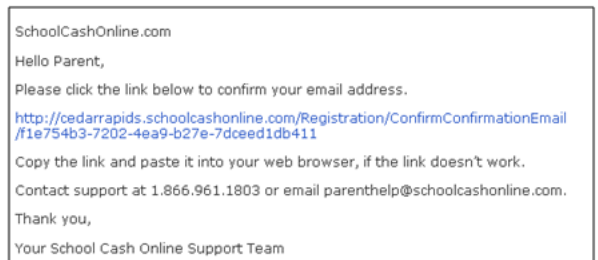 SchoolCashOnline.com
Hello Parent,
Please click the link below to confirm your email address.
http://cedarrapids.schoolcashonline.com/Registration/ConfirmConfirmationEmail
/f1e754b3-7202-4ea9-b27e-7dceed1db411
Copy the link and paste it into your web browser, if the link doesn't work.
Contact support at 1.866.961.1803 or email parenthelp@schoolcashonline.com.
Thank you,
Your School Cash Online Support Team